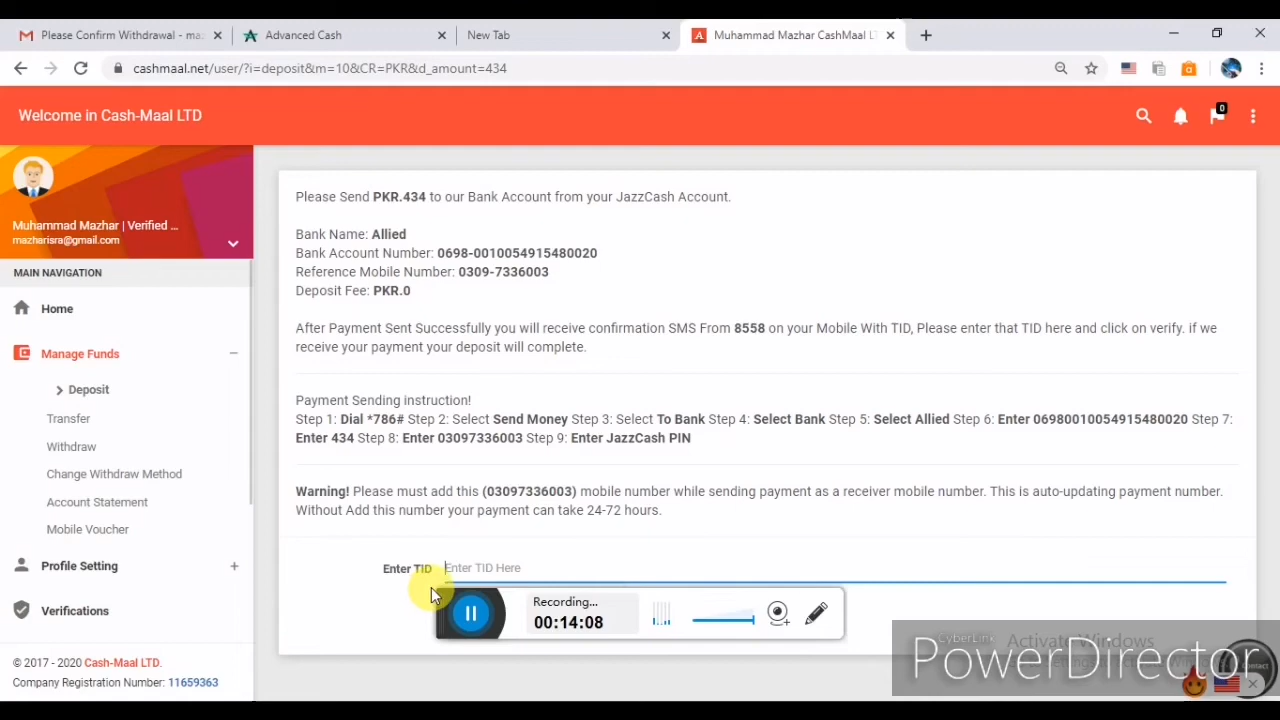 Please Confirm Withdrawal - maz
Advanced Cash
New Tab
Muhammad Mazhar CashMaal LT
cashmaal.net/user/?i=deposit&m=10&CR=PKR&d_amount=434
Welcome in Cash-Maal LTD
0
Muhammad Mazhar | Verified ...
mazharisra@gmail.com
MAIN NAVIGATION
Home
Manage Funds
Deposit
Transfer
Withdraw
Change Withdraw Method
Account Statement
Mobile Voucher
Profile Setting
Verifications
© 2017 - 2020 Cash-Maal LTD.
Company Registration Number: 11659363
Please Send PKR.434 to our Bank Account from your JazzCash Account.
Bank Name: Allied
Bank Account Number: 0698-0010054915480020
Reference Mobile Number: 0309-7336003
Deposit Fee: PKR.0
After Payment Sent Successfully you will receive confirmation SMS From 8558 on your Mobile With TID, Please enter that TID here and click on verify. if we
receive your payment your deposit will complete.
Payment Sending instruction!
Step 1: Dial *786# Step 2: Select Send Money Step 3: Select To Bank Step 4: Select Bank Step 5: Select Allied Step 6: Enter 06980010054915480020 Step 7:
Enter 434 Step 8: Enter 03097336003 Step 9: Enter JazzCash PIN
Warning! Please must add this (03097336003) mobile number while sending payment as a receiver mobile number. This is auto-updating payment number.
Without Add this number your payment can take 24-72 hours.
Enter TID
Enter TID Here
Recording...
00:14:08
Activate Windows
CyberLink
PowerDirector